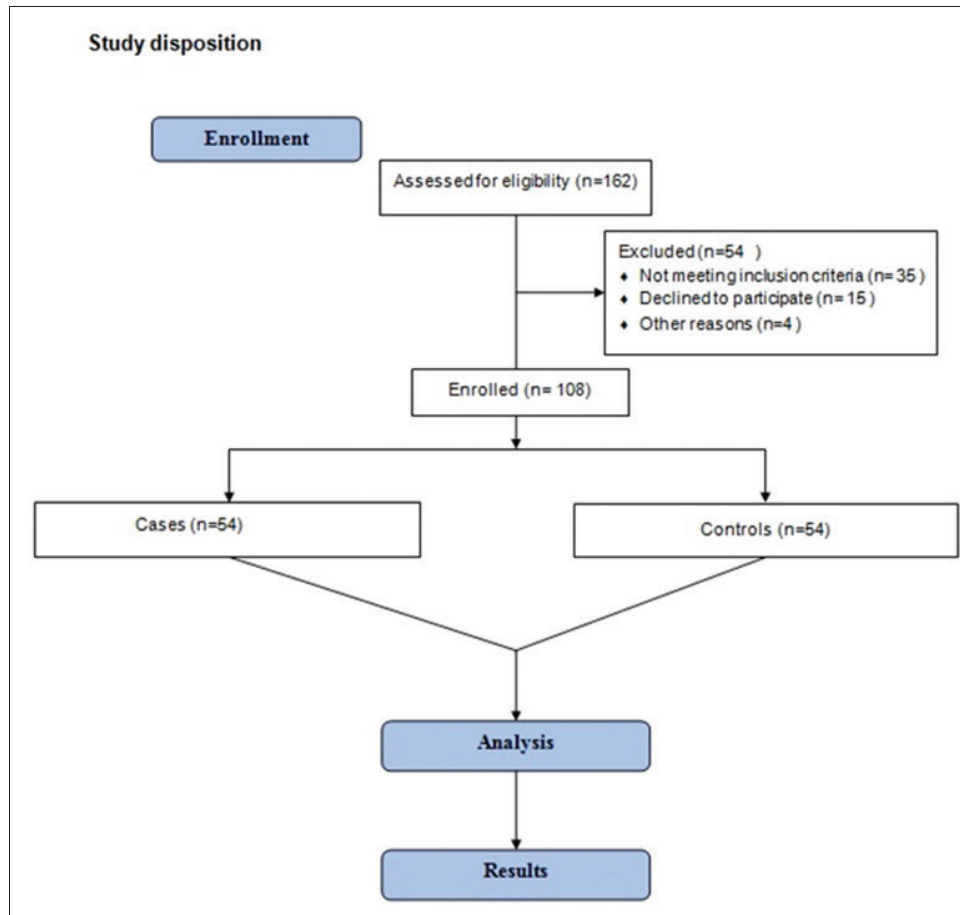 Study disposition
Enrollment
Assessed for eligibility (n=162)
Excluded (n=54 )
♦ Not meeting inclusion criteria (n= 35 )
♦ Declined to participate (n= 15 )
♦ Other reasons (n=4 )
Enrolled (n= 108)
Cases (n=54)
Controls (n=54)
Analysis
Results